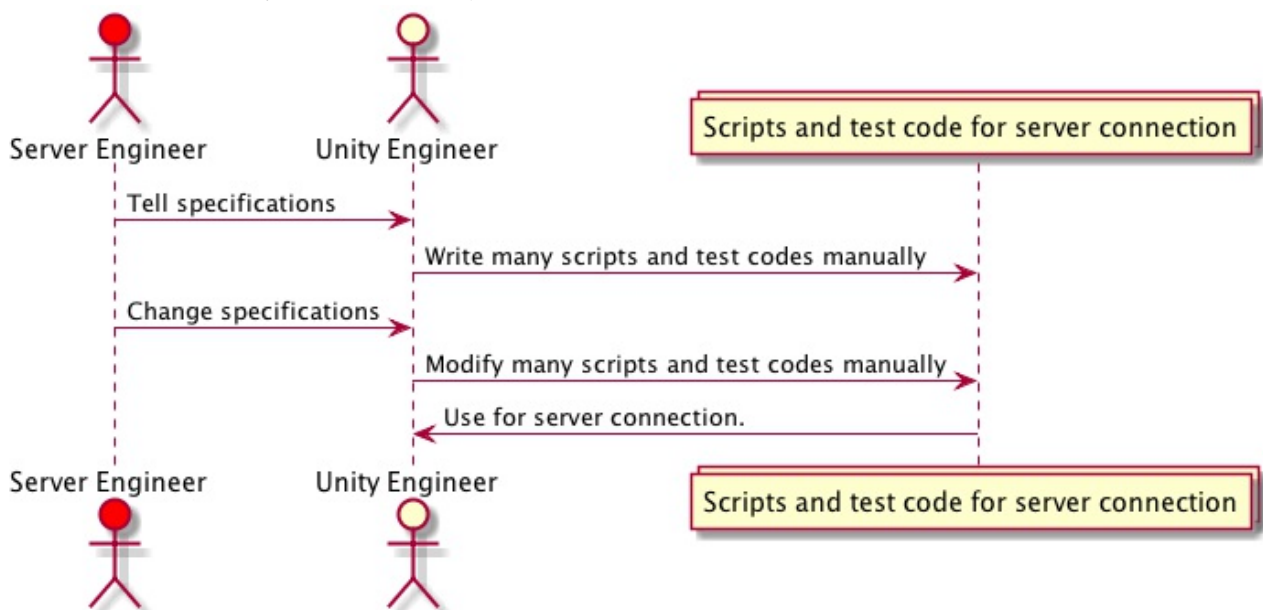 Server Engineer
Unity Engineer
Scripts and test code for server connection
Tell specifications
Write many scripts and test codes manually
Change specifications
Modify many scripts and test codes manually
Use for server connection.
Server Engineer
Unity Engineer
Scripts and test code for server connection